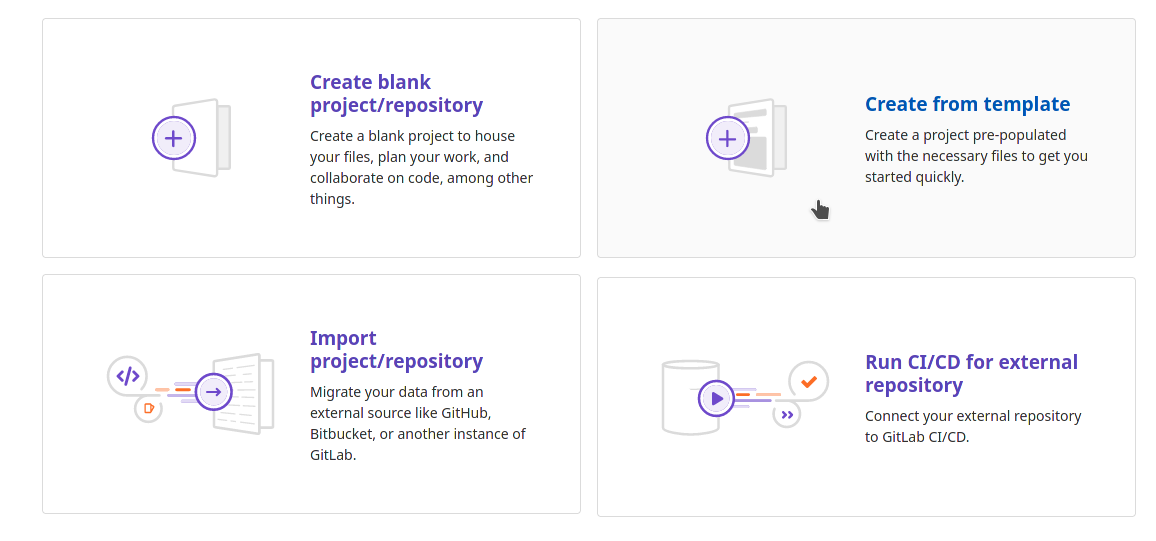 Create blank
project/repository
Create a blank project to house
your files, plan your work, and
collaborate on code, among other
things.
Create from template
Create a project pre-populated
with the necessary files to get you
started quickly.
Import
project/repository
Migrate your data from an
external source like GitHub,
Bitbucket, or another instance of
GitLab.
Run CI/CD for external
repository
Connect your external repository
to GitLab CI/CD.